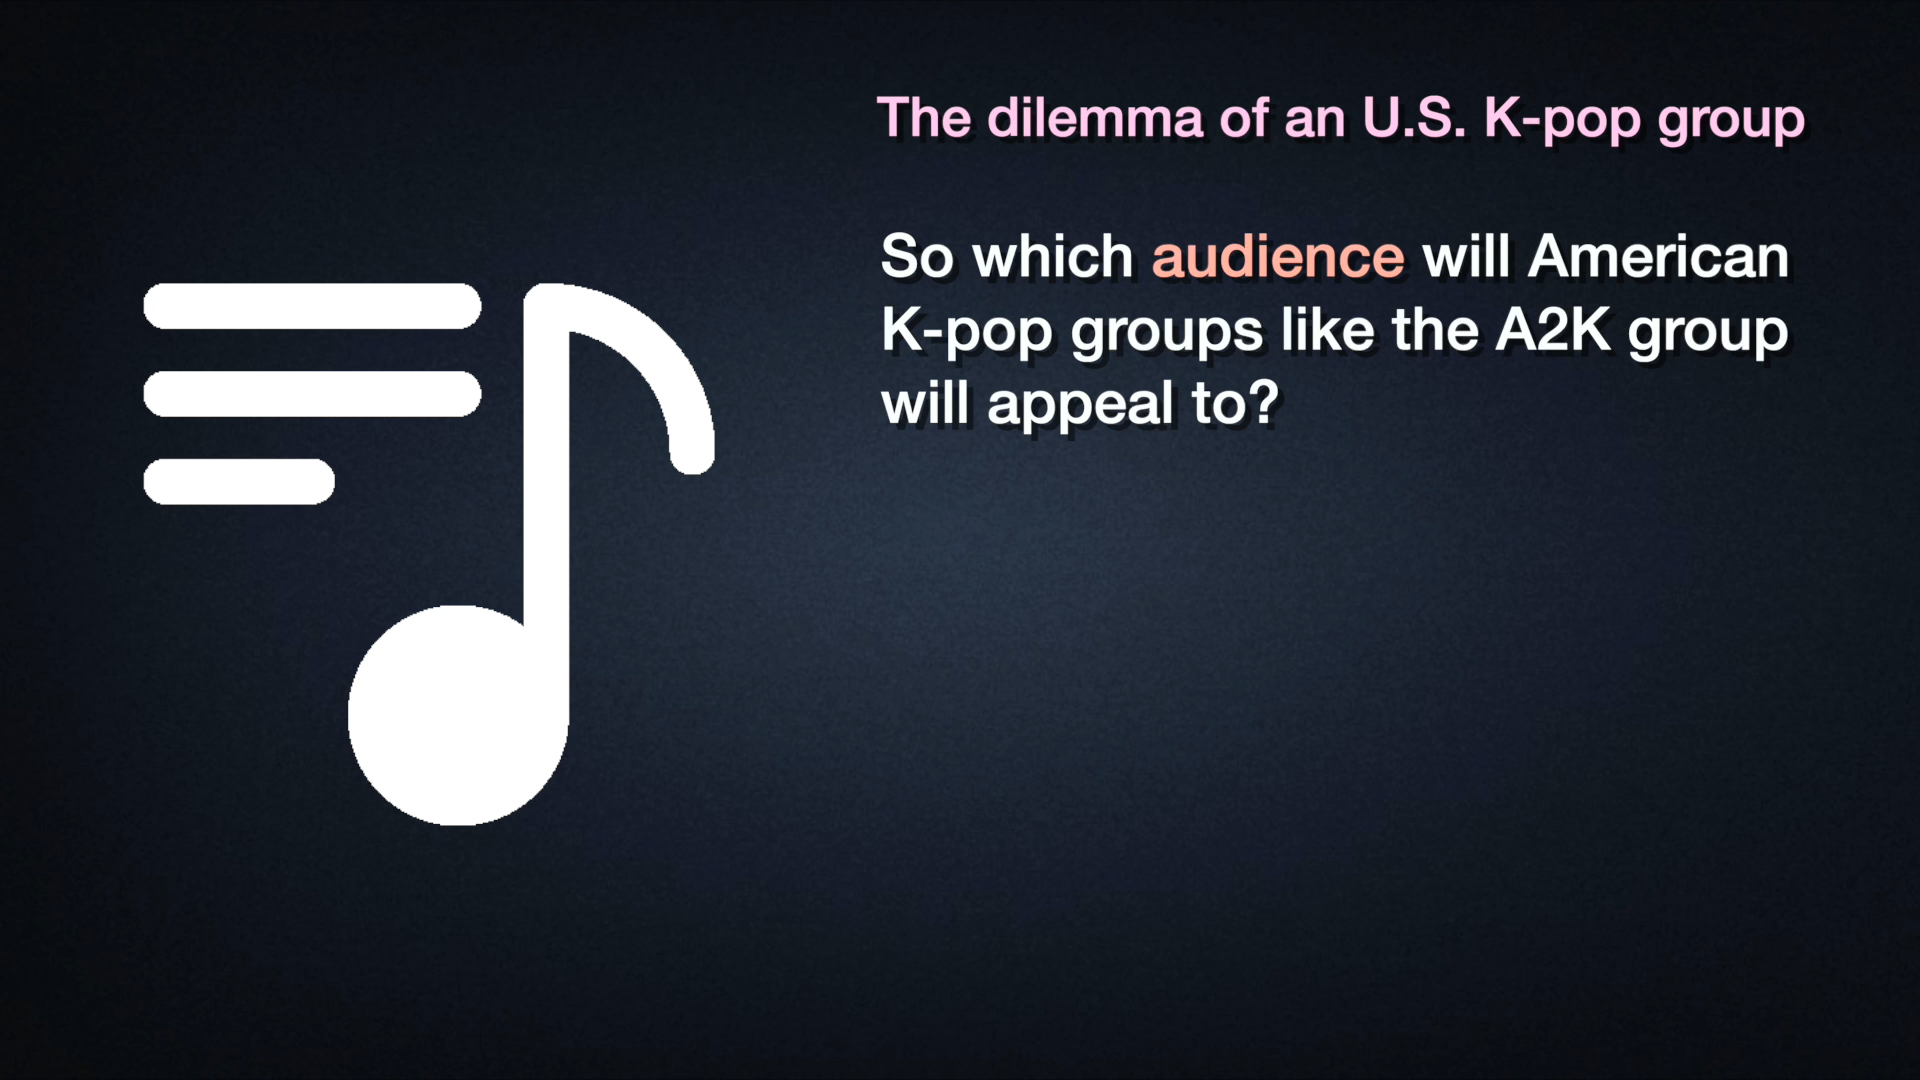 The dilemma of an U.S. K-pop group
So which audience will American
K-pop groups like the A2K group
will appeal to?